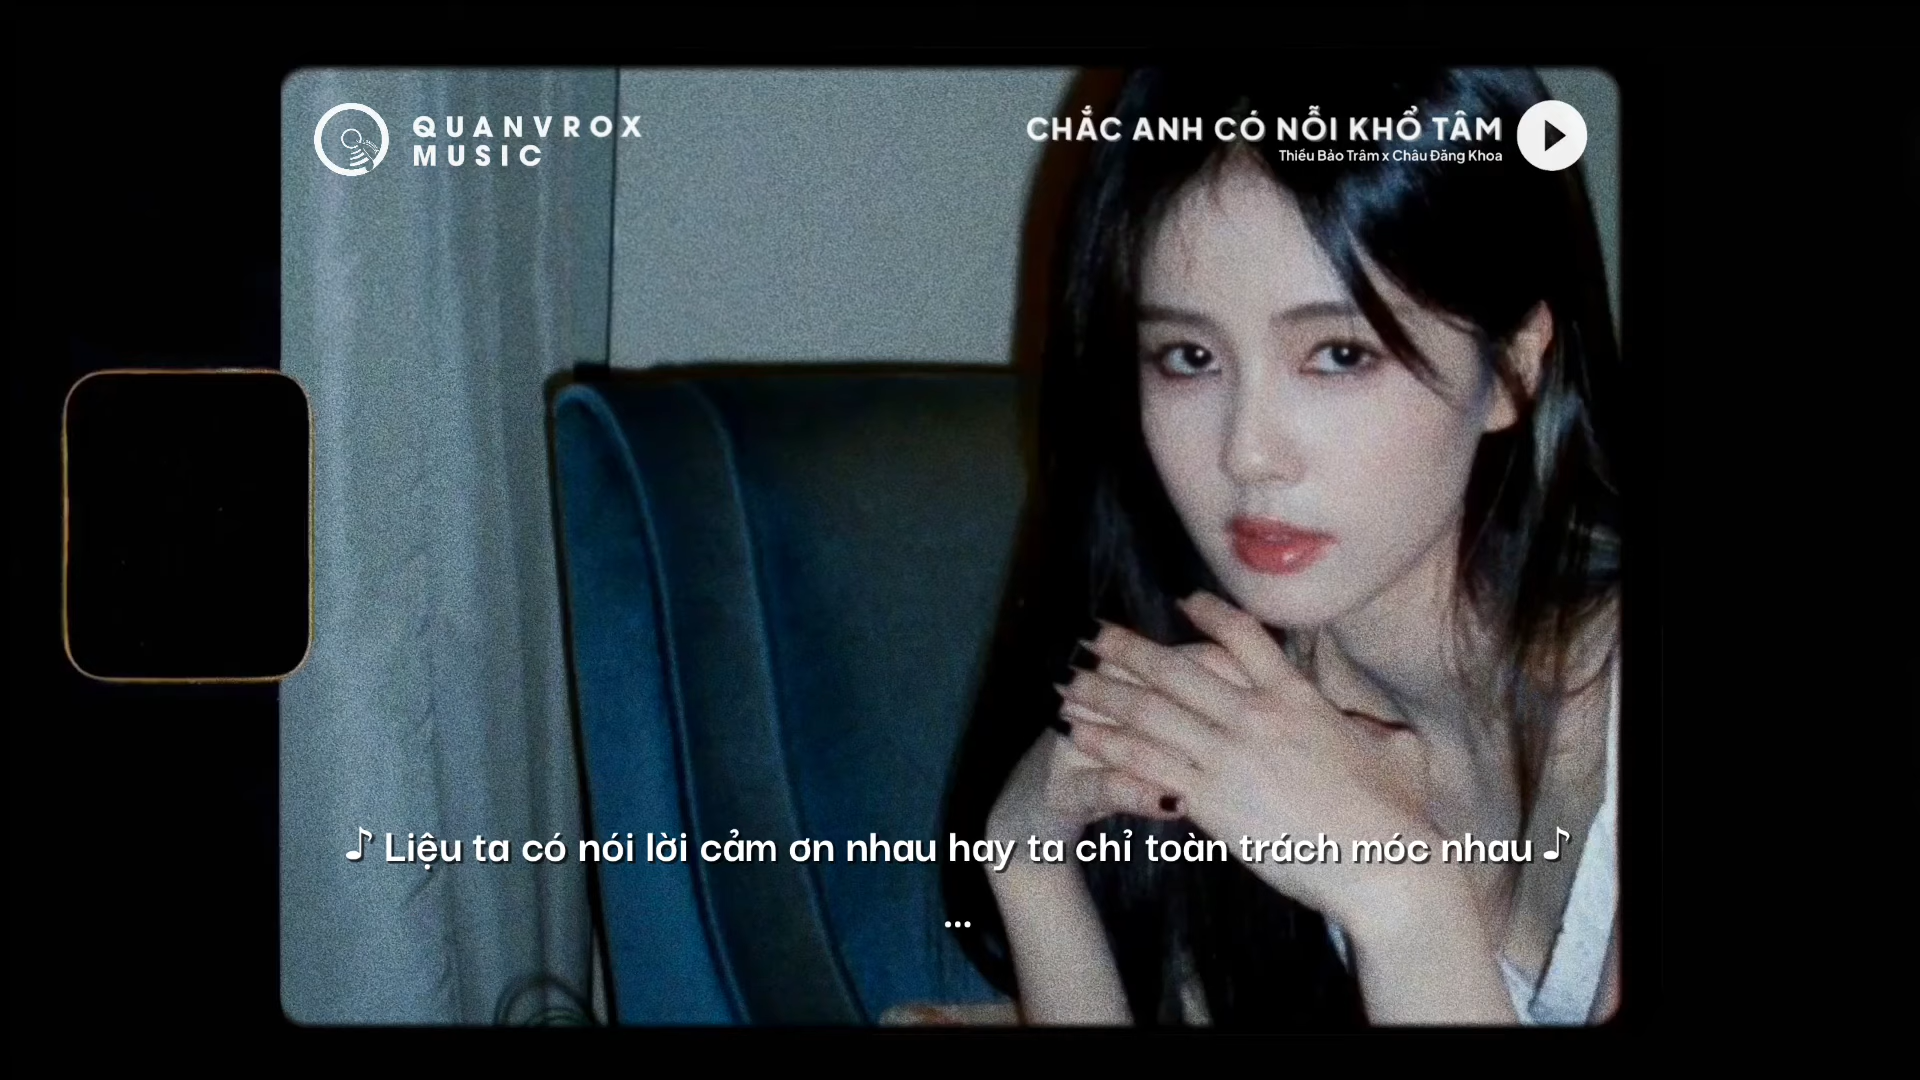 QUANVROX
MUSIC
CHẮC ANH CÓ NỖI KHỔ TÂM
Thiều Bảo Trâm x Châu Đăng Khoa
♪ Liệu ta có nói lời cảm ơn nhau hay ta chỉ toàn trách móc nhau ♪
...